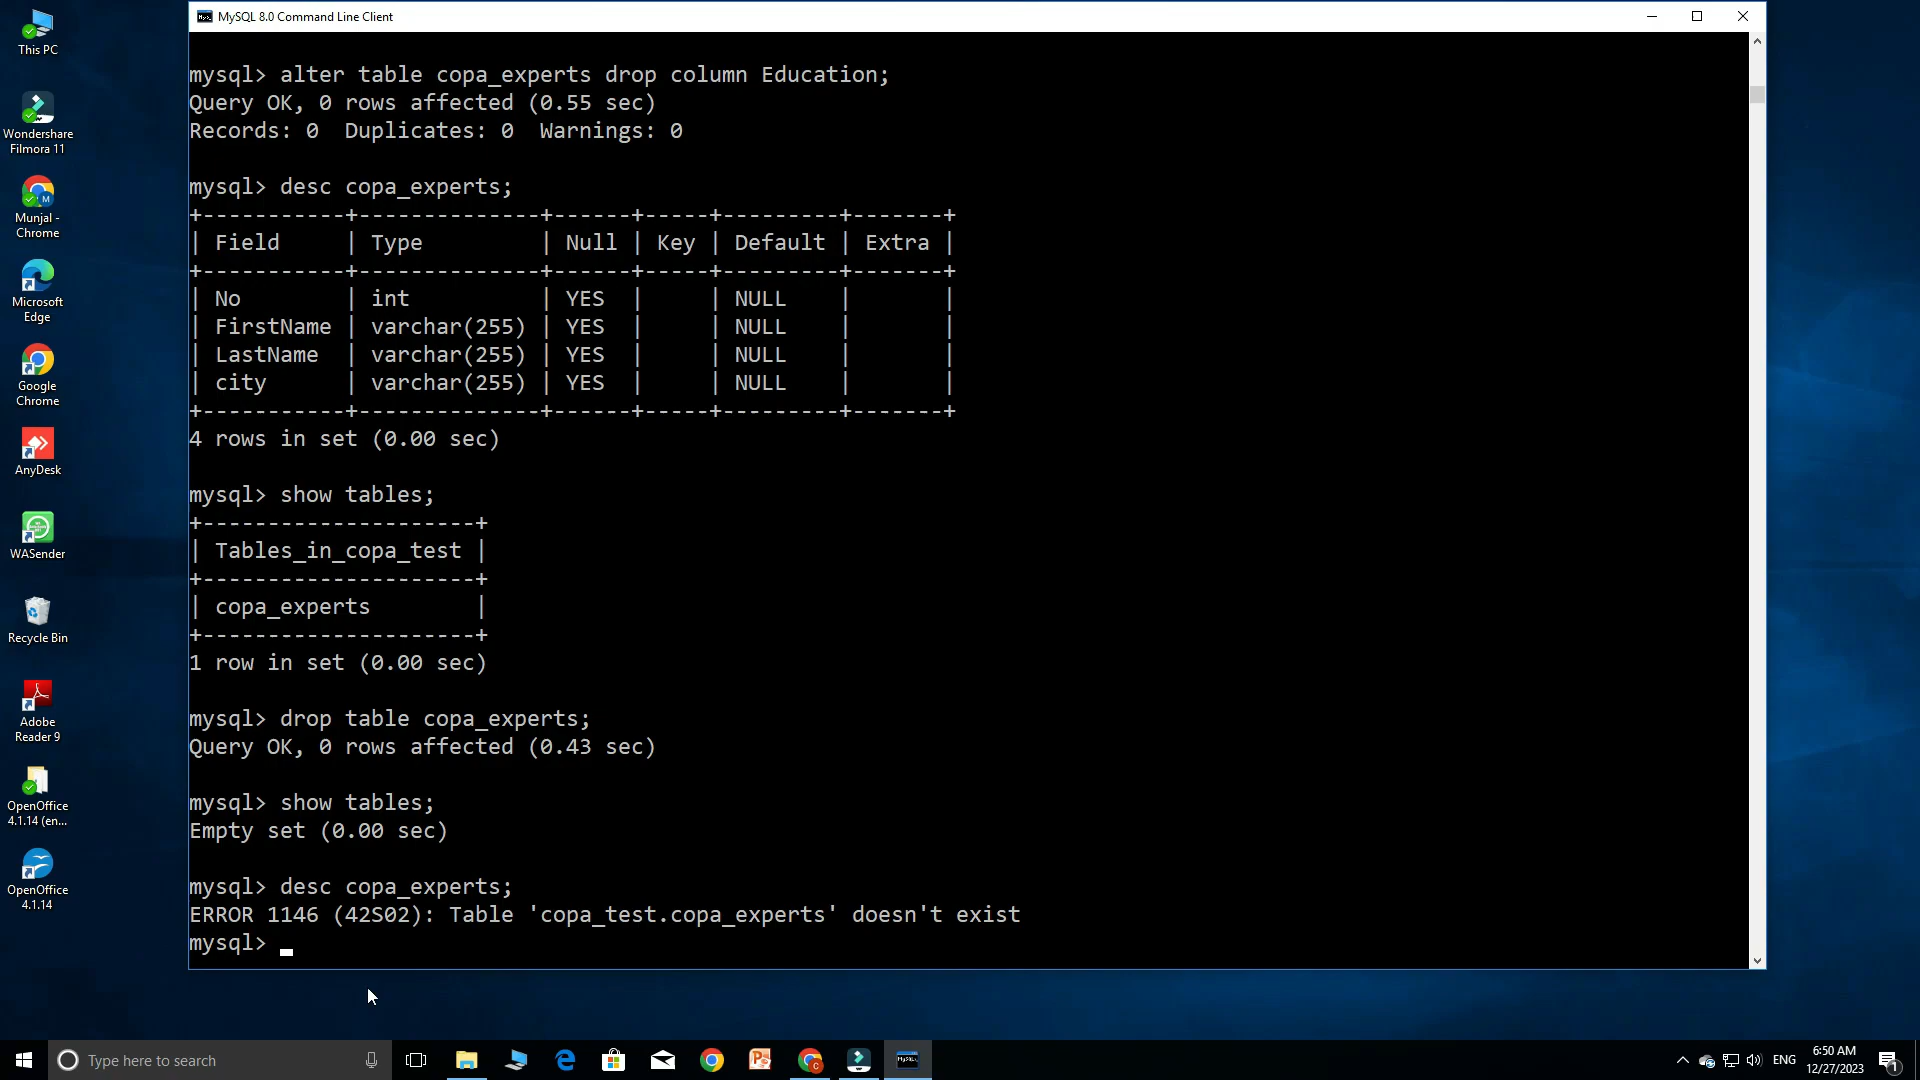 MySQL 8.0 Command Line Client
mysql> alter table copa_experts drop column Education;
Query OK, 0 rows affected (0.55 sec)
Records: 0  Duplicates: 0  Warnings: 0
mysql> desc copa_experts;
+-----------+--------------+------+-----+---------+-------+
| Field     | Type         | Null | Key | Default | Extra |
+-----------+--------------+------+-----+---------+-------+
| No        | int          | YES  |     | NULL    |       |
| FirstName | varchar(255) | YES  |     | NULL    |       |
| LastName  | varchar(255) | YES  |     | NULL    |       |
| city      | varchar(255) | YES  |     | NULL    |       |
+-----------+--------------+------+-----+---------+-------+
4 rows in set (0.00 sec)
mysql> show tables;
+---------------------+
| Tables_in_copa_test |
+---------------------+
| copa_experts        |
+---------------------+
1 row in set (0.00 sec)
mysql> drop table copa_experts;
Query OK, 0 rows affected (0.43 sec)
mysql> show tables;
Empty set (0.00 sec)
mysql> desc copa_experts;
ERROR 1146 (42S02): Table 'copa_test.copa_experts' doesn't exist
mysql>
This PC
Wondershare
Filmora 11
Munjal -
Chrome
Microsoft
Edge
Google
Chrome
AnyDesk
WASender
Recycle Bin
Adobe
Reader 9
OpenOffice
4.1.14 (en...
OpenOffice
4.1.14
Type here to search
ENG
6:50 AM
12/27/2023
1